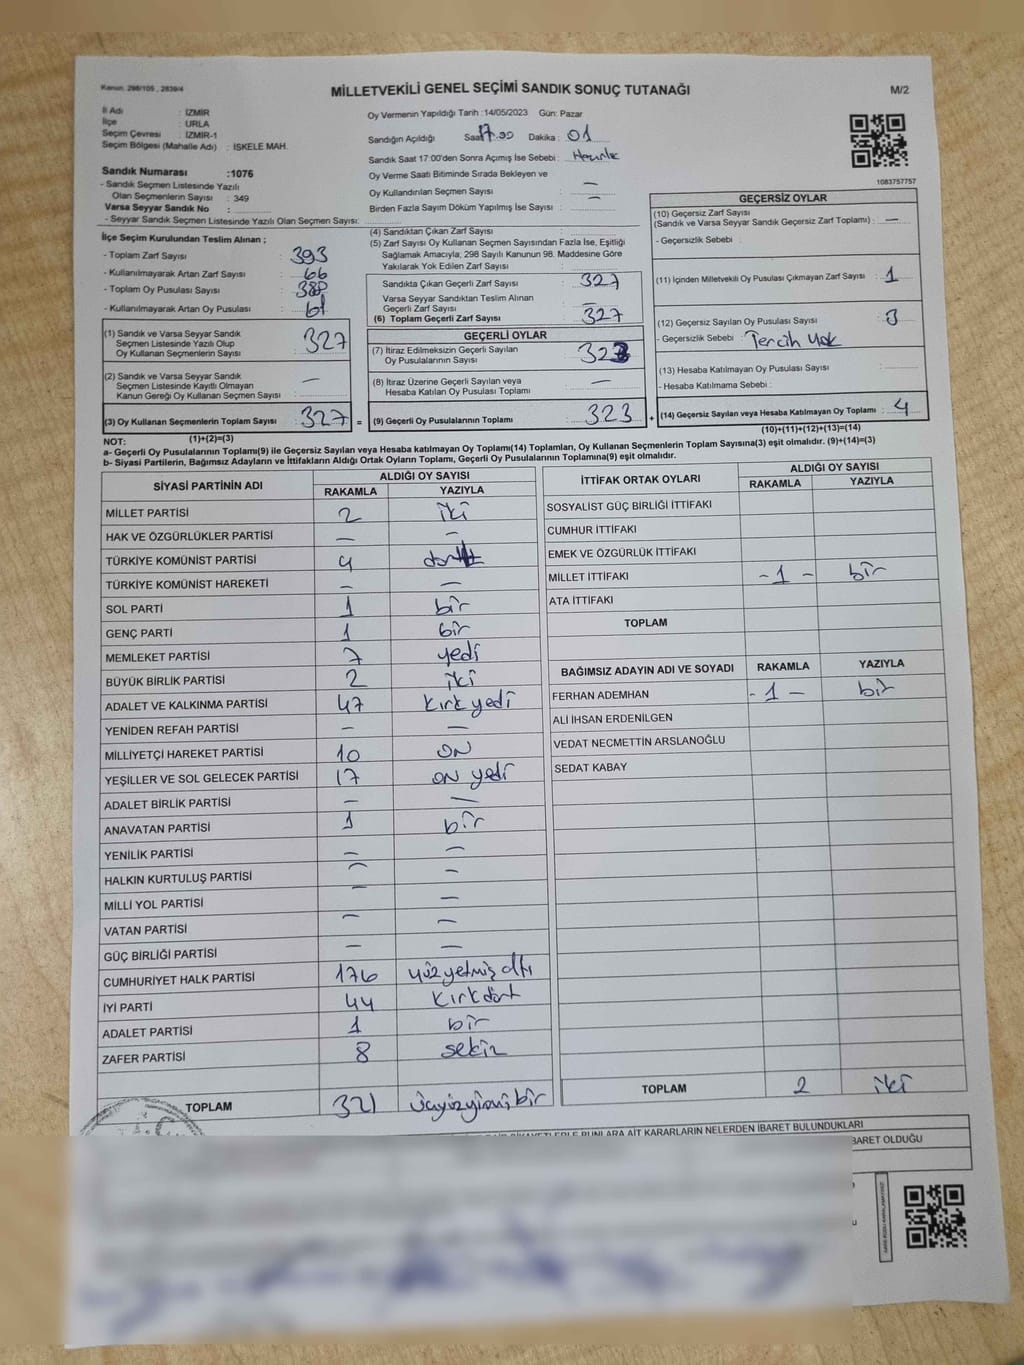 Kanun, 298/105 , 2839/4
MİLLETVEKİLİ GENEL SEÇİMİ SANDIK SONUÇ TUTANAĞI
M/2
İl Adı : İZMİR
İlçe : URLA
Seçim Çevresi : İZMİR-1
Seçim Bölgesi (Mahalle Adı) : İSKELE MAH.
Sandık Numarası :1076
- Sandık Seçmen Listesinde Yazılı
Olan Seçmenlerin Sayısı : 349
Varsa Seyyar Sandık No :
- Seyyar Sandık Seçmen Listesinde Yazılı Olan Seçmen Sayısı:
Oy Vermenin Yapıldığı Tarih :14/05/2023 Gün: Pazar
Sandığın Açıldığı Saat 17.00 Dakika : 01
Sandık Saat 17:00'den Sonra Açımış İse Sebebi : Hazırlık
Oy Verme Saati Bitiminde Sırada Bekleyen ve
Oy Kullandırılan Seçmen Sayısı : —
Birden Fazla Sayım Döküm Yapılmış İse Sayısı : —
1083757757
İlçe Seçim Kurulundan Teslim Alınan ;
- Toplam Zarf Sayısı : 393
- Kullanılmayarak Artan Zarf Sayısı : 66
- Toplam Oy Pusulası Sayısı :
- Kullanılmayarak Artan Oy Pusulası :
(1) Sandık ve Varsa Seyyar Sandık
Seçmen Listesinde Yazılı Olup
Oy Kullanan Seçmenlerin Sayısı : 327
(2) Sandık ve Varsa Seyyar Sandık
Seçmen Listesinde Kayıtlı Olmayan
Kanun Gereği Oy Kullanan Seçmen Sayısı : —
(3) Oy Kullanan Seçmenlerin Toplam Sayısı : 327 =
(4) Sandıktan Çıkan Zarf Sayısı :
(5) Zarf Sayısı Oy Kullanan Seçmen Sayısından Fazla İse, Eşitliği
Sağlamak Amacıyla, 298 Sayılı Kanunun 98. Maddesine Göre
Yakılarak Yok Edilen Zarf Sayısı :
Sandıkta Çıkan Geçerli Zarf Sayısı : 327
Varsa Seyyar Sandıktan Teslim Alınan
Geçerli Zarf Sayısı : —
(6) Toplam Geçerli Zarf Sayısı : 327
GEÇERLİ OYLAR
(7) İtiraz Edilmeksizin Geçerli Sayılan
Oy Pusulalarının Sayısı : 323
(8) İtiraz Üzerine Geçerli Sayılan veya
Hesaba Katılan Oy Pusulaları Toplamı : —
(9) Geçerli Oy Pusulalarının Toplamı : 323 +
GEÇERSİZ OYLAR
(10) Geçersiz Zarf Sayısı
(Sandık ve Varsa Seyyar Sandık Geçersiz Zarf Toplamı) : —
- Geçersizlik Sebebi :
(11) İçinden Milletvekili Oy Pusulası Çıkmayan Zarf Sayısı : 1
(12) Geçersiz Sayılan Oy Pusulası Sayısı : 3
- Geçersizlik Sebebi : Tercih Yok
(13) Hesaba Katılmayan Oy Pusulası Sayısı :
- Hesaba Katılmama Sebebi :
(14) Geçersiz Sayılan veya Hesaba Katılmayan Oy Toplamı : 4
(10)+(11)+(12)+(13)=(14)
NOT: (1)+(2)=(3)
a- Geçerli Oy Pusulalarının Toplamı(9) ile Geçersiz Sayılan veya Hesaba katılmayan Oy Toplamı(14) Toplamları, Oy Kullanan Seçmenlerin Toplam Sayısına(3) eşit olmalıdır. (9)+(14)=(3)
b- Siyasi Partilerin, Bağımsız Adayların ve İttifakların Aldığı Ortak Oyların Toplamı, Geçerli Oy Pusulalarının Toplamına(9) eşit olmalıdır.
SİYASİ PARTİNİN ADI ALDIĞI OY SAYISI
RAKAMLA YAZIYLA
MİLLET PARTİSİ 2 iki
HAK VE ÖZGÜRLÜKLER PARTİSİ — —
TÜRKİYE KOMÜNİST PARTİSİ 4 dört
TÜRKİYE KOMÜNİST HAREKETİ — —
SOL PARTİ 1 bir
GENÇ PARTİ 1 bir
MEMLEKET PARTİSİ 7 yedi
BÜYÜK BİRLİK PARTİSİ 2 iki
ADALET VE KALKINMA PARTİSİ 47 kırk yedi
YENİDEN REFAH PARTİSİ — —
MİLLİYETÇİ HAREKET PARTİSİ 10 on
YEŞİLLER VE SOL GELECEK PARTİSİ 17 on yedi
ADALET BİRLİK PARTİSİ — —
ANAVATAN PARTİSİ 1 bir
YENİLİK PARTİSİ — —
HALKIN KURTULUŞ PARTİSİ — —
MİLLİ YOL PARTİSİ — —
VATAN PARTİSİ — —
GÜÇ BİRLİĞİ PARTİSİ — —
CUMHURİYET HALK PARTİSİ 176 yüz yetmiş altı
İYİ PARTİ 44 kırk dört
ADALET PARTİSİ 1 bir
ZAFER PARTİSİ 8 sekiz
TOPLAM 321 üçyüzyirmi bir
İTTİFAK ORTAK OYLARI ALDIĞI OY SAYISI
RAKAMLA YAZIYLA
SOSYALİST GÜÇ BİRLİĞİ İTTİFAKI
CUMHUR İTTİFAKI
EMEK VE ÖZGÜRLÜK İTTİFAKI
MİLLET İTTİFAKI -1- bir
ATA İTTİFAKI
TOPLAM
BAĞIMSIZ ADAYIN ADI VE SOYADI RAKAMLA YAZIYLA
FERHAN ADEMHAN -1- bir
ALİ İHSAN ERDENİLGEN
VEDAT NECMETTİN ARSLANOĞLU
SEDAT KABAY
TOPLAM 2 iki
BUNLARA AİT KARARLARIN NELERDEN İBARET BULUNDUKLARI
BARET OLDUĞU